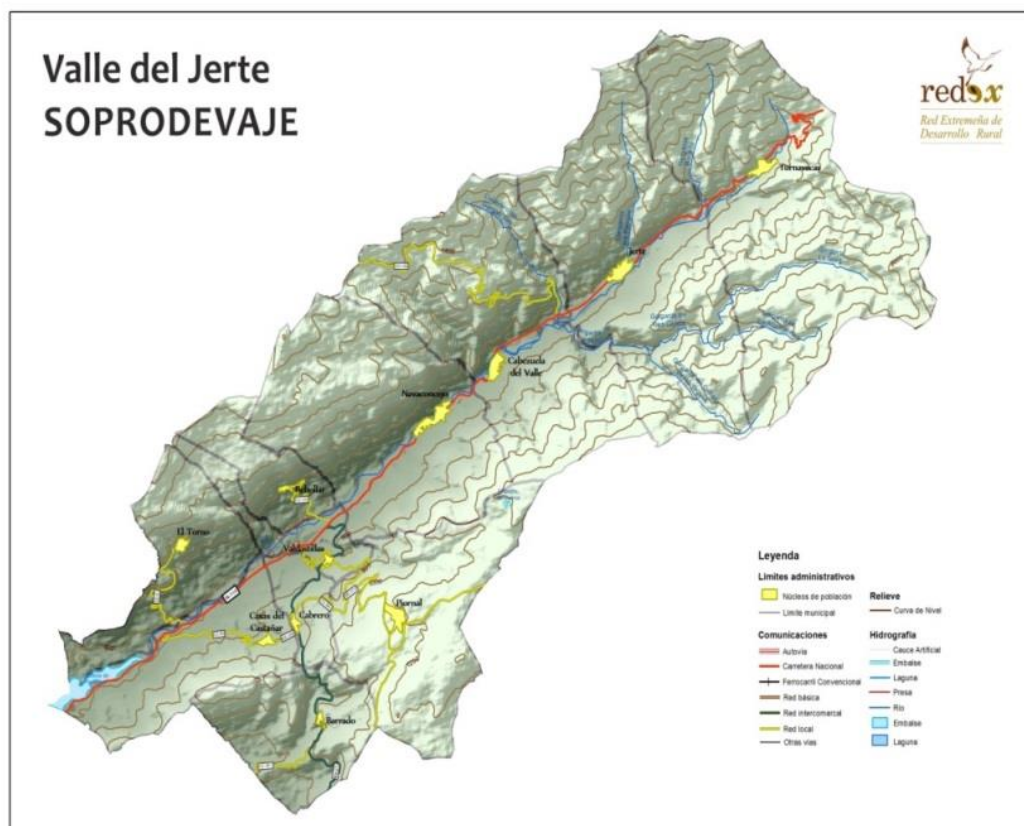 Valle del Jerte
SOPRODEVAJE
redex
Red Extremeña de
Desarrollo Rural
Tornavacas
Jerte
Cabezuela
del Valle
Navaconcejo
Rebollar
El Torno
Valdastillas
Casas del
Castañar
Cabrero
Piornal
Barrado
Leyenda
Límites administrativos
Núcleos de población
Límite municipal
Comunicaciones
Autovía
Carretera Nacional
Ferrocarril Convencional
Red básica
Red intercomarcal
Red local
Otras vías
Relieve
Curva de Nivel
Hidrografía
Cauce Artificial
Embalse
Laguna
Presa
Río
Embalse
Laguna